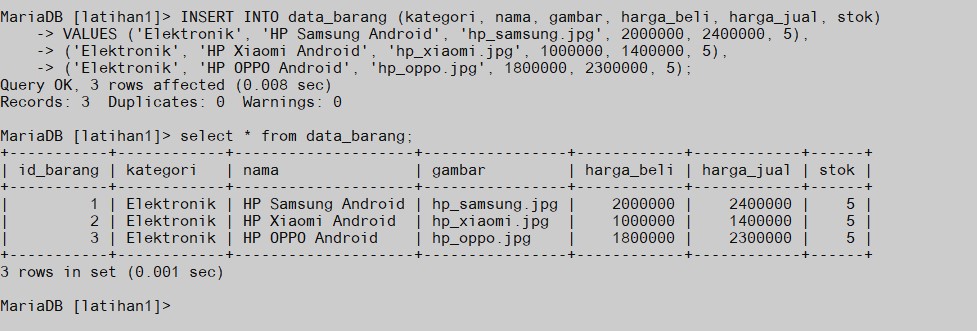 MariaDB [latihan1]> INSERT INTO data_barang (kategori, nama, gambar, harga_beli, harga_jual, stok)
    -> VALUES ('Elektronik', 'HP Samsung Android', 'hp_samsung.jpg', 2000000, 2400000, 5),
    -> ('Elektronik', 'HP Xiaomi Android', 'hp_xiaomi.jpg', 1000000, 1400000, 5),
    -> ('Elektronik', 'HP OPPO Android', 'hp_oppo.jpg', 1800000, 2300000, 5);
Query OK, 3 rows affected (0.008 sec)
Records: 3  Duplicates: 0  Warnings: 0
MariaDB [latihan1]> select * from data_barang;
+-----------+------------+--------------------+----------------+------------+------------+------+
| id_barang | kategori   | nama               | gambar         | harga_beli | harga_jual | stok |
+-----------+------------+--------------------+----------------+------------+------------+------+
|         1 | Elektronik | HP Samsung Android | hp_samsung.jpg |    2000000 |    2400000 |    5 |
|         2 | Elektronik | HP Xiaomi Android  | hp_xiaomi.jpg  |    1000000 |    1400000 |    5 |
|         3 | Elektronik | HP OPPO Android    | hp_oppo.jpg    |    1800000 |    2300000 |    5 |
+-----------+------------+--------------------+----------------+------------+------------+------+
3 rows in set (0.001 sec)
MariaDB [latihan1]>